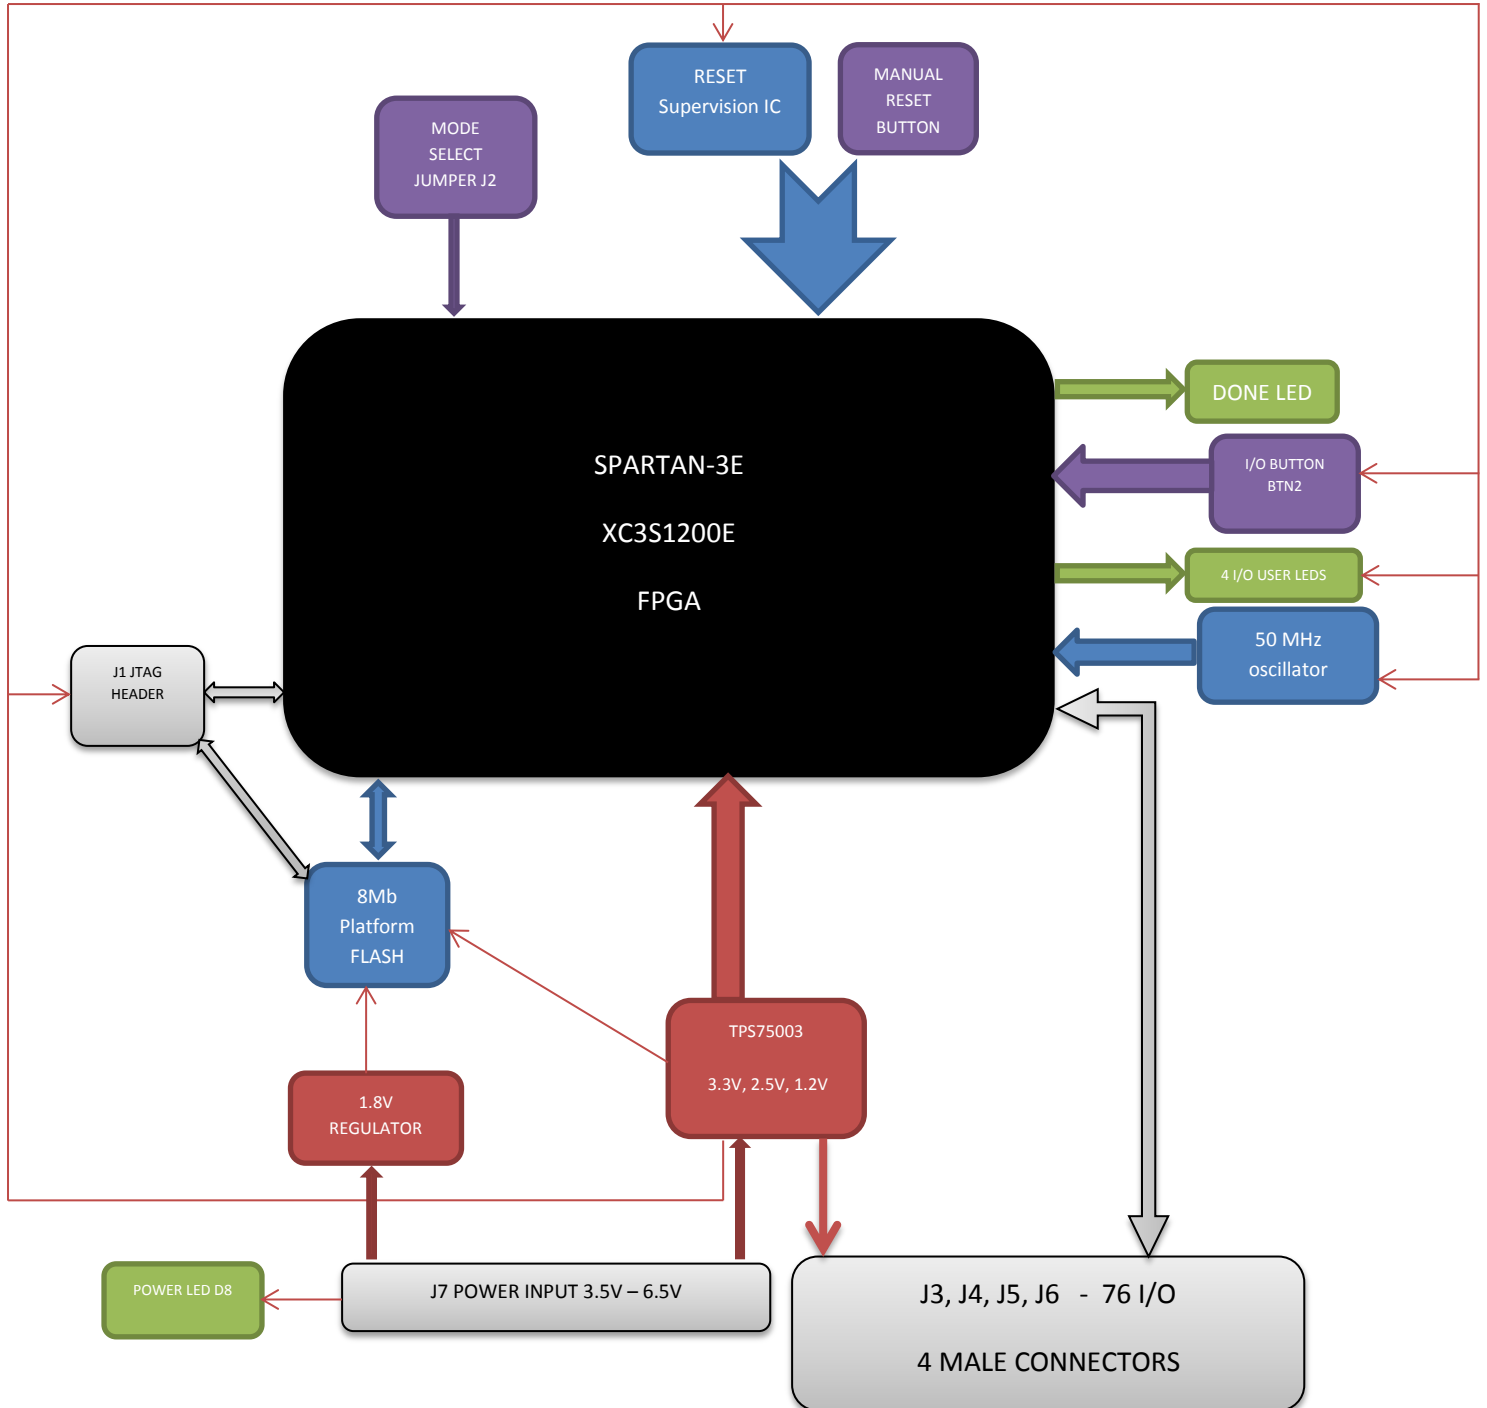 RESET
Supervision IC
MANUAL
RESET
BUTTON
MODE
SELECT
JUMPER J2
SPARTAN-3E
XC3S1200E
FPGA
DONE LED
I/O BUTTON
BTN2
4 I/O USER LEDS
50 MHz
oscillator
J1 JTAG
HEADER
8Mb
Platform
FLASH
TPS75003
3.3V, 2.5V, 1.2V
1.8V
REGULATOR
POWER LED D8
J7 POWER INPUT 3.5V – 6.5V
J3, J4, J5, J6 - 76 I/O
4 MALE CONNECTORS